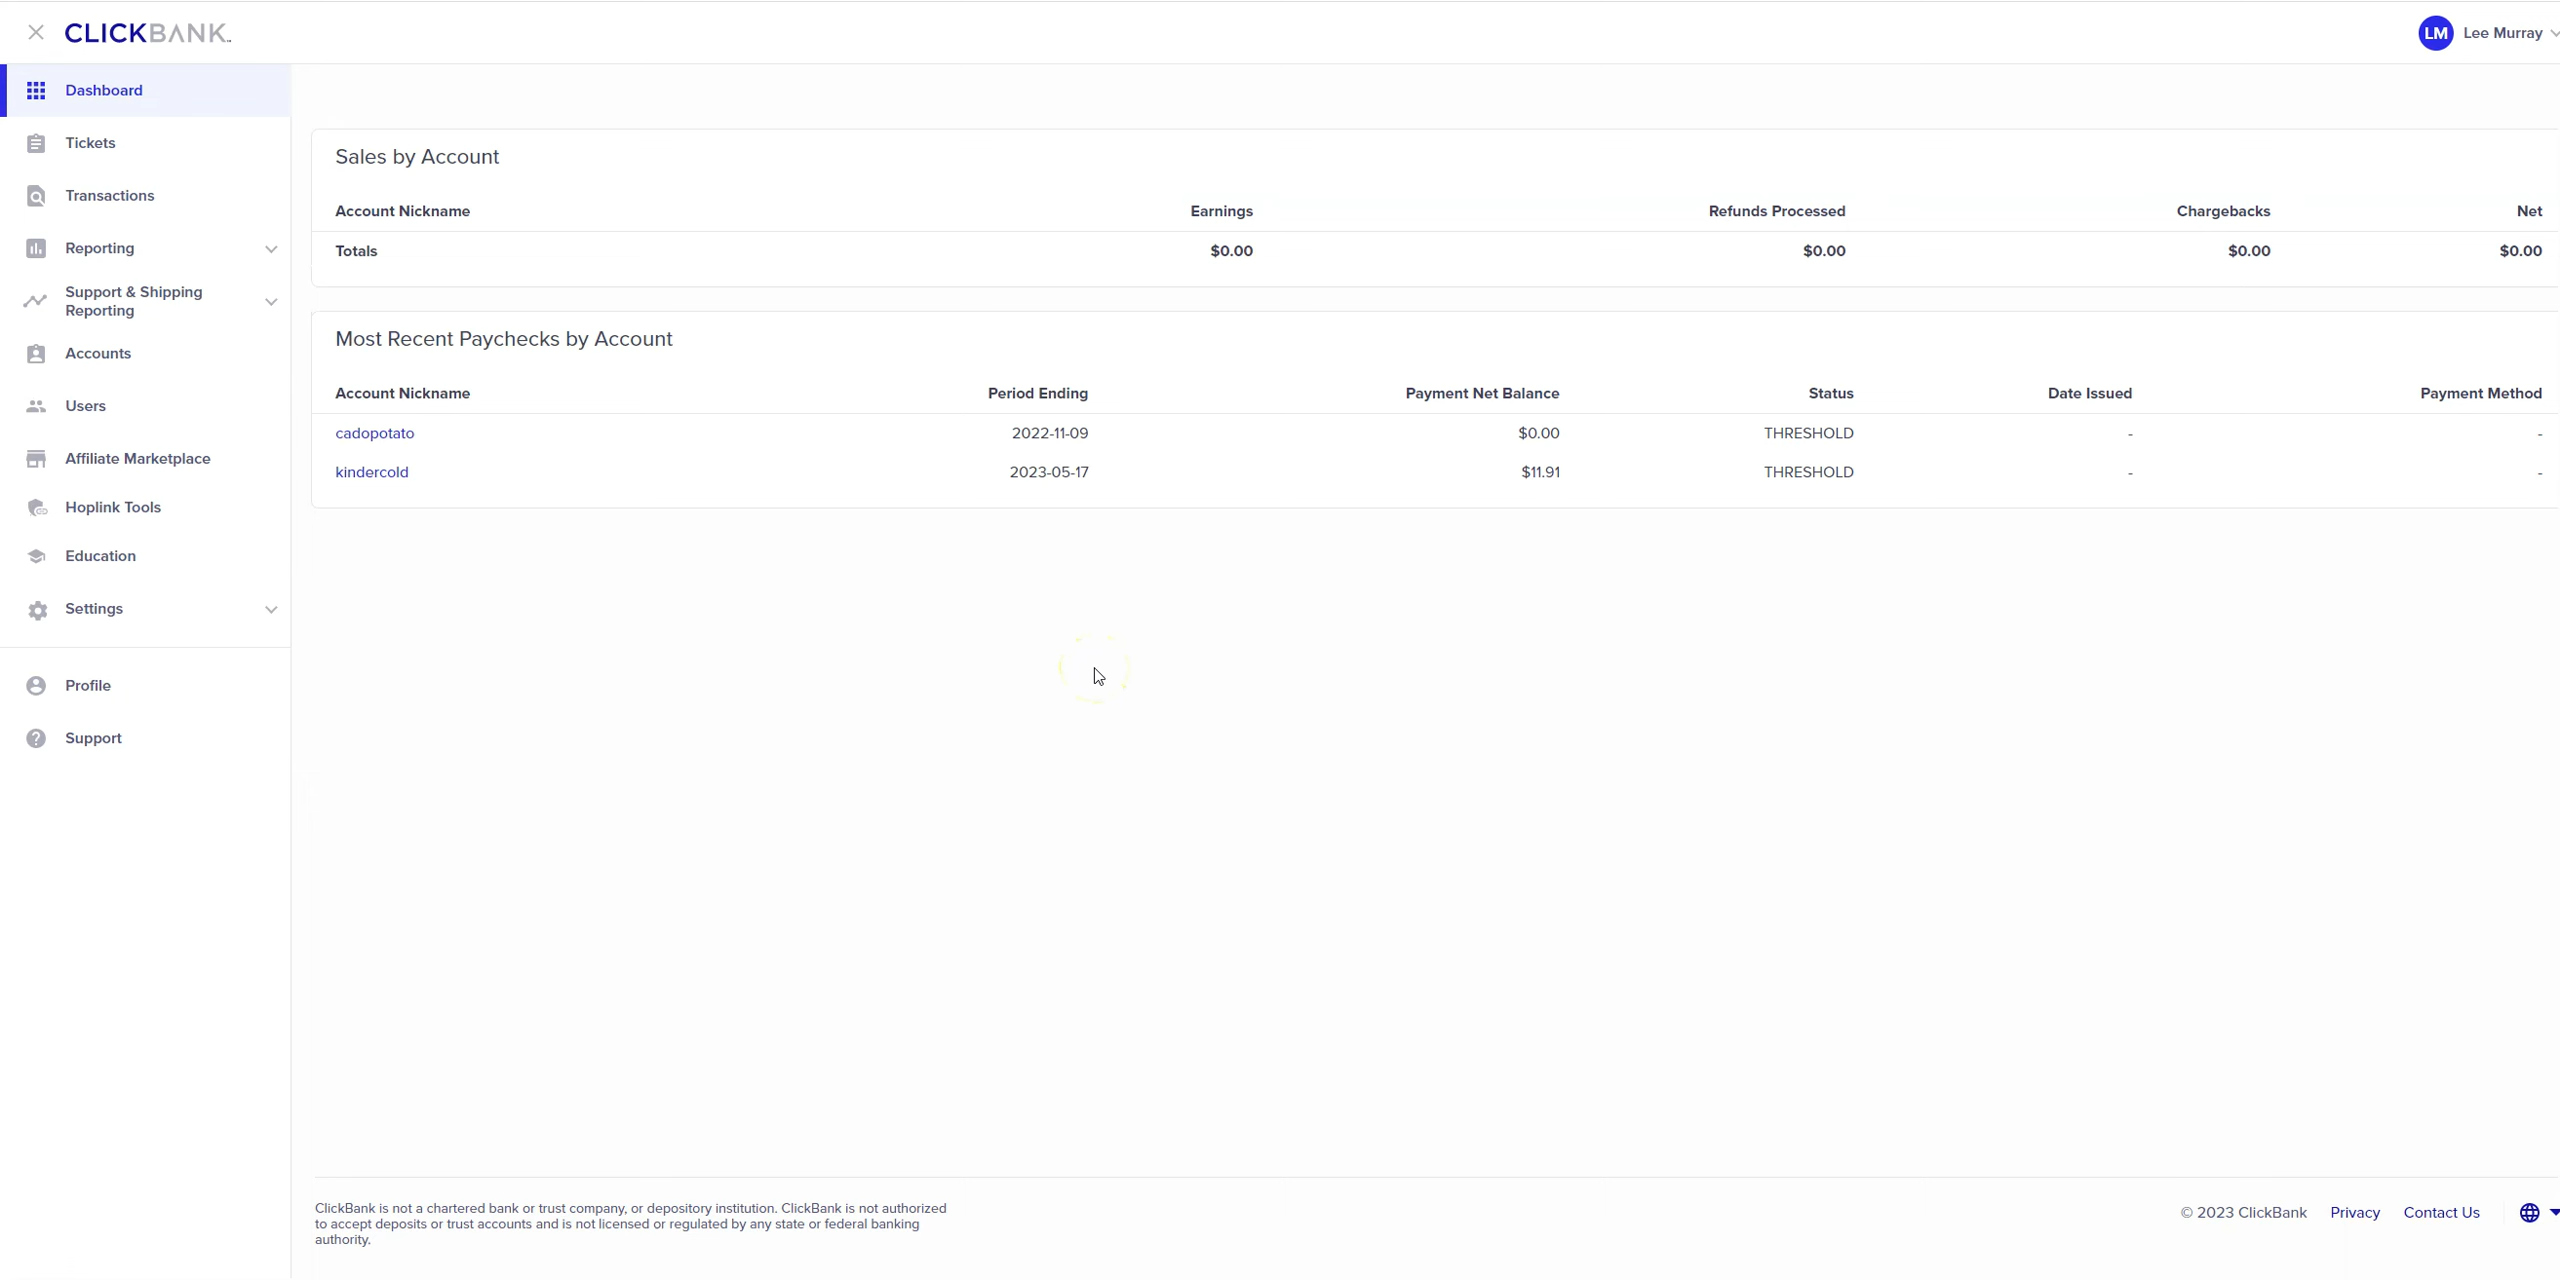 CLICKBANK
LM Lee Murray
Dashboard
Tickets
Transactions
Reporting
Support & Shipping
Reporting
Accounts
Users
Affiliate Marketplace
Hoplink Tools
Education
Settings
Profile
Support
Sales by Account
Account Nickname Earnings Refunds Processed Chargebacks Net
Totals $0.00 $0.00 $0.00 $0.00
Most Recent Paychecks by Account
Account Nickname Period Ending Payment Net Balance Status Date Issued Payment Method
cadopotato 2022-11-09 $0.00 THRESHOLD - -
kindercold 2023-05-17 $11.91 THRESHOLD - -
ClickBank is not a chartered bank or trust company, or depository institution. ClickBank is not authorized
to accept deposits or trust accounts and is not licensed or regulated by any state or federal banking
authority.
© 2023 ClickBank Privacy Contact Us